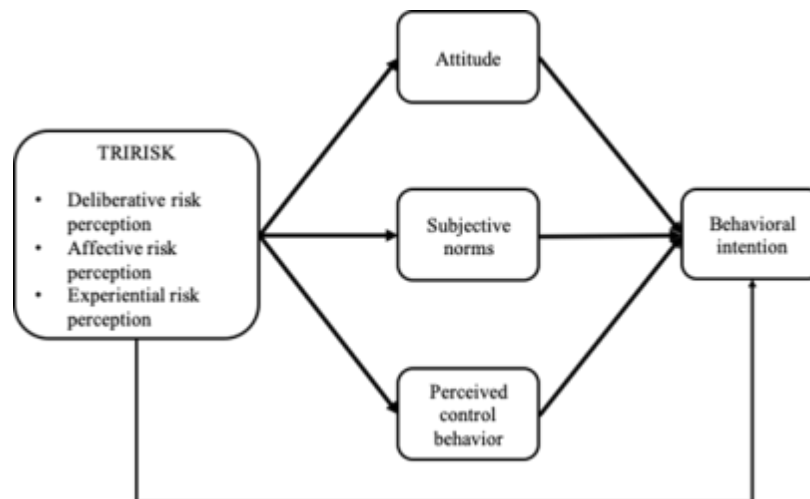 Attitude
TRIRISK
• Deliberative risk
perception
• Affective risk
perception
• Experiential risk
perception
Subjective
norms
Behavioral
intention
Perceived
control
behavior